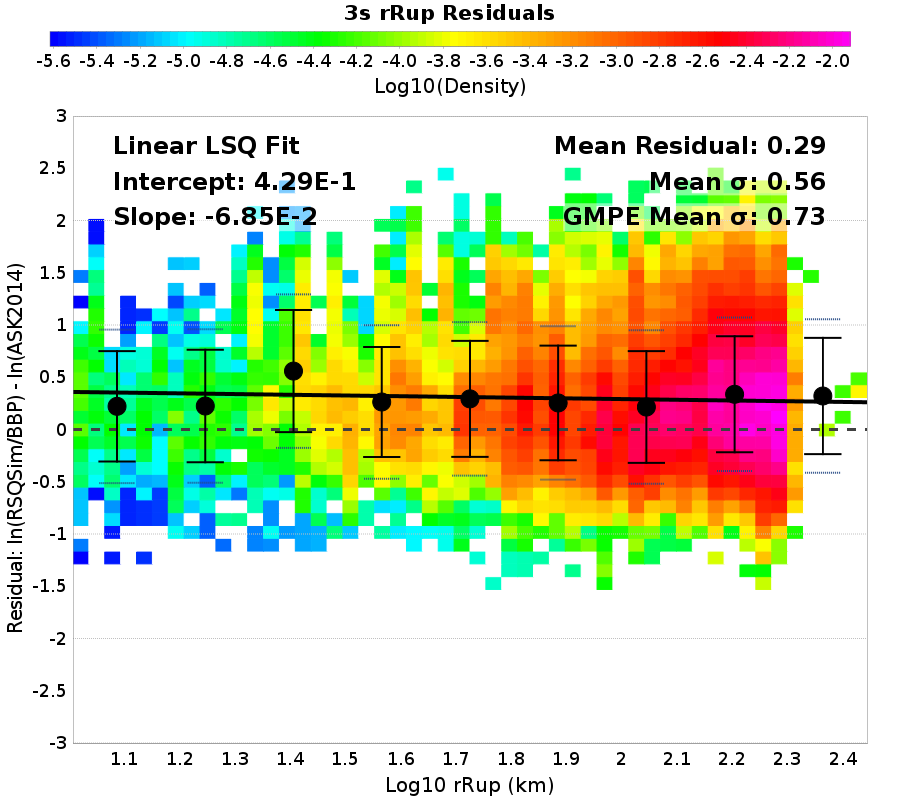 3s rRup Residuals
-5.6 -5.4 -5.2 -5.0 -4.8 -4.6 -4.4 -4.2 -4.0 -3.8 -3.6 -3.4 -3.2 -3.0 -2.8 -2.6 -2.4 -2.2 -2.0
Log10(Density)
Linear LSQ Fit
Intercept: 4.29E-1
Slope: -6.85E-2
Mean Residual: 0.29
Mean σ: 0.56
GMPE Mean σ: 0.73
Residual: ln(RSQSim/BBP) - ln(ASK2014)
3
2.5
2
1.5
1
0.5
0
-0.5
-1
-1.5
-2
-2.5
-3
1.1 1.2 1.3 1.4 1.5 1.6 1.7 1.8 1.9 2 2.1 2.2 2.3 2.4
Log10 rRup (km)